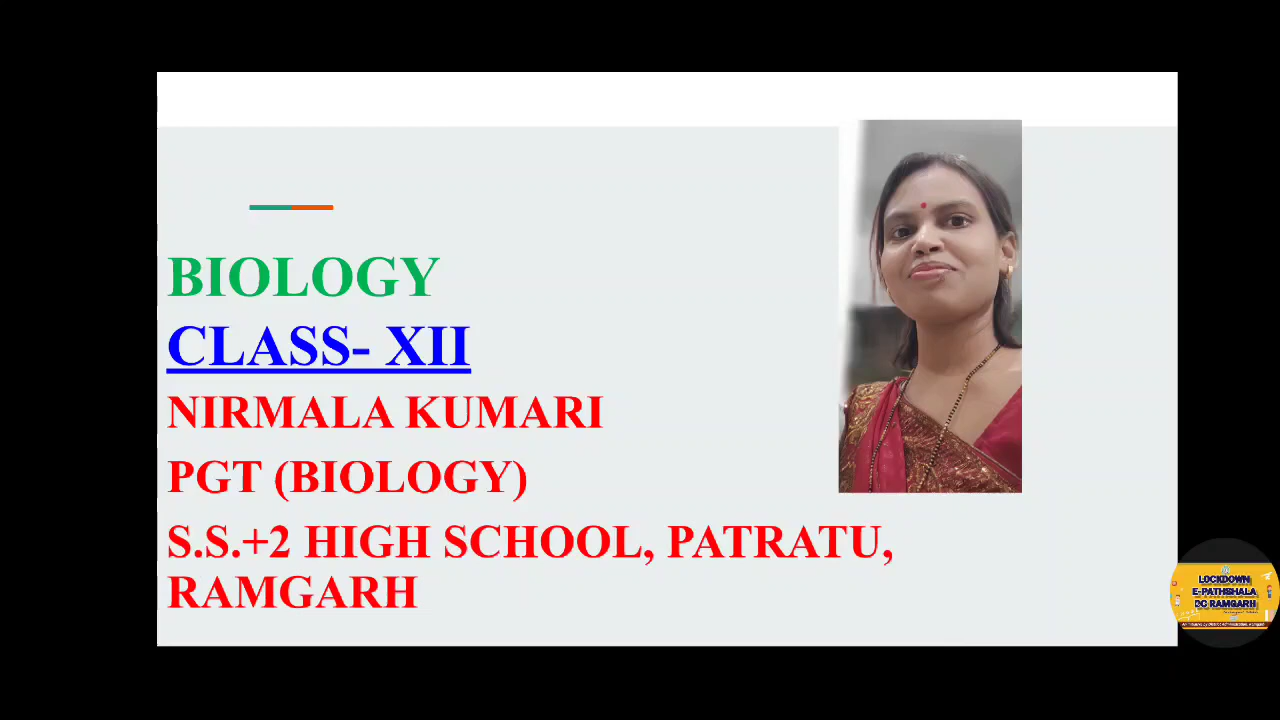 BIOLOGY
CLASS- XII
NIRMALA KUMARI
PGT (BIOLOGY)
S.S.+2 HIGH SCHOOL, PATRATU,
RAMGARH
LOCKDOWN
E-PATHSHALA
DC RAMGARH